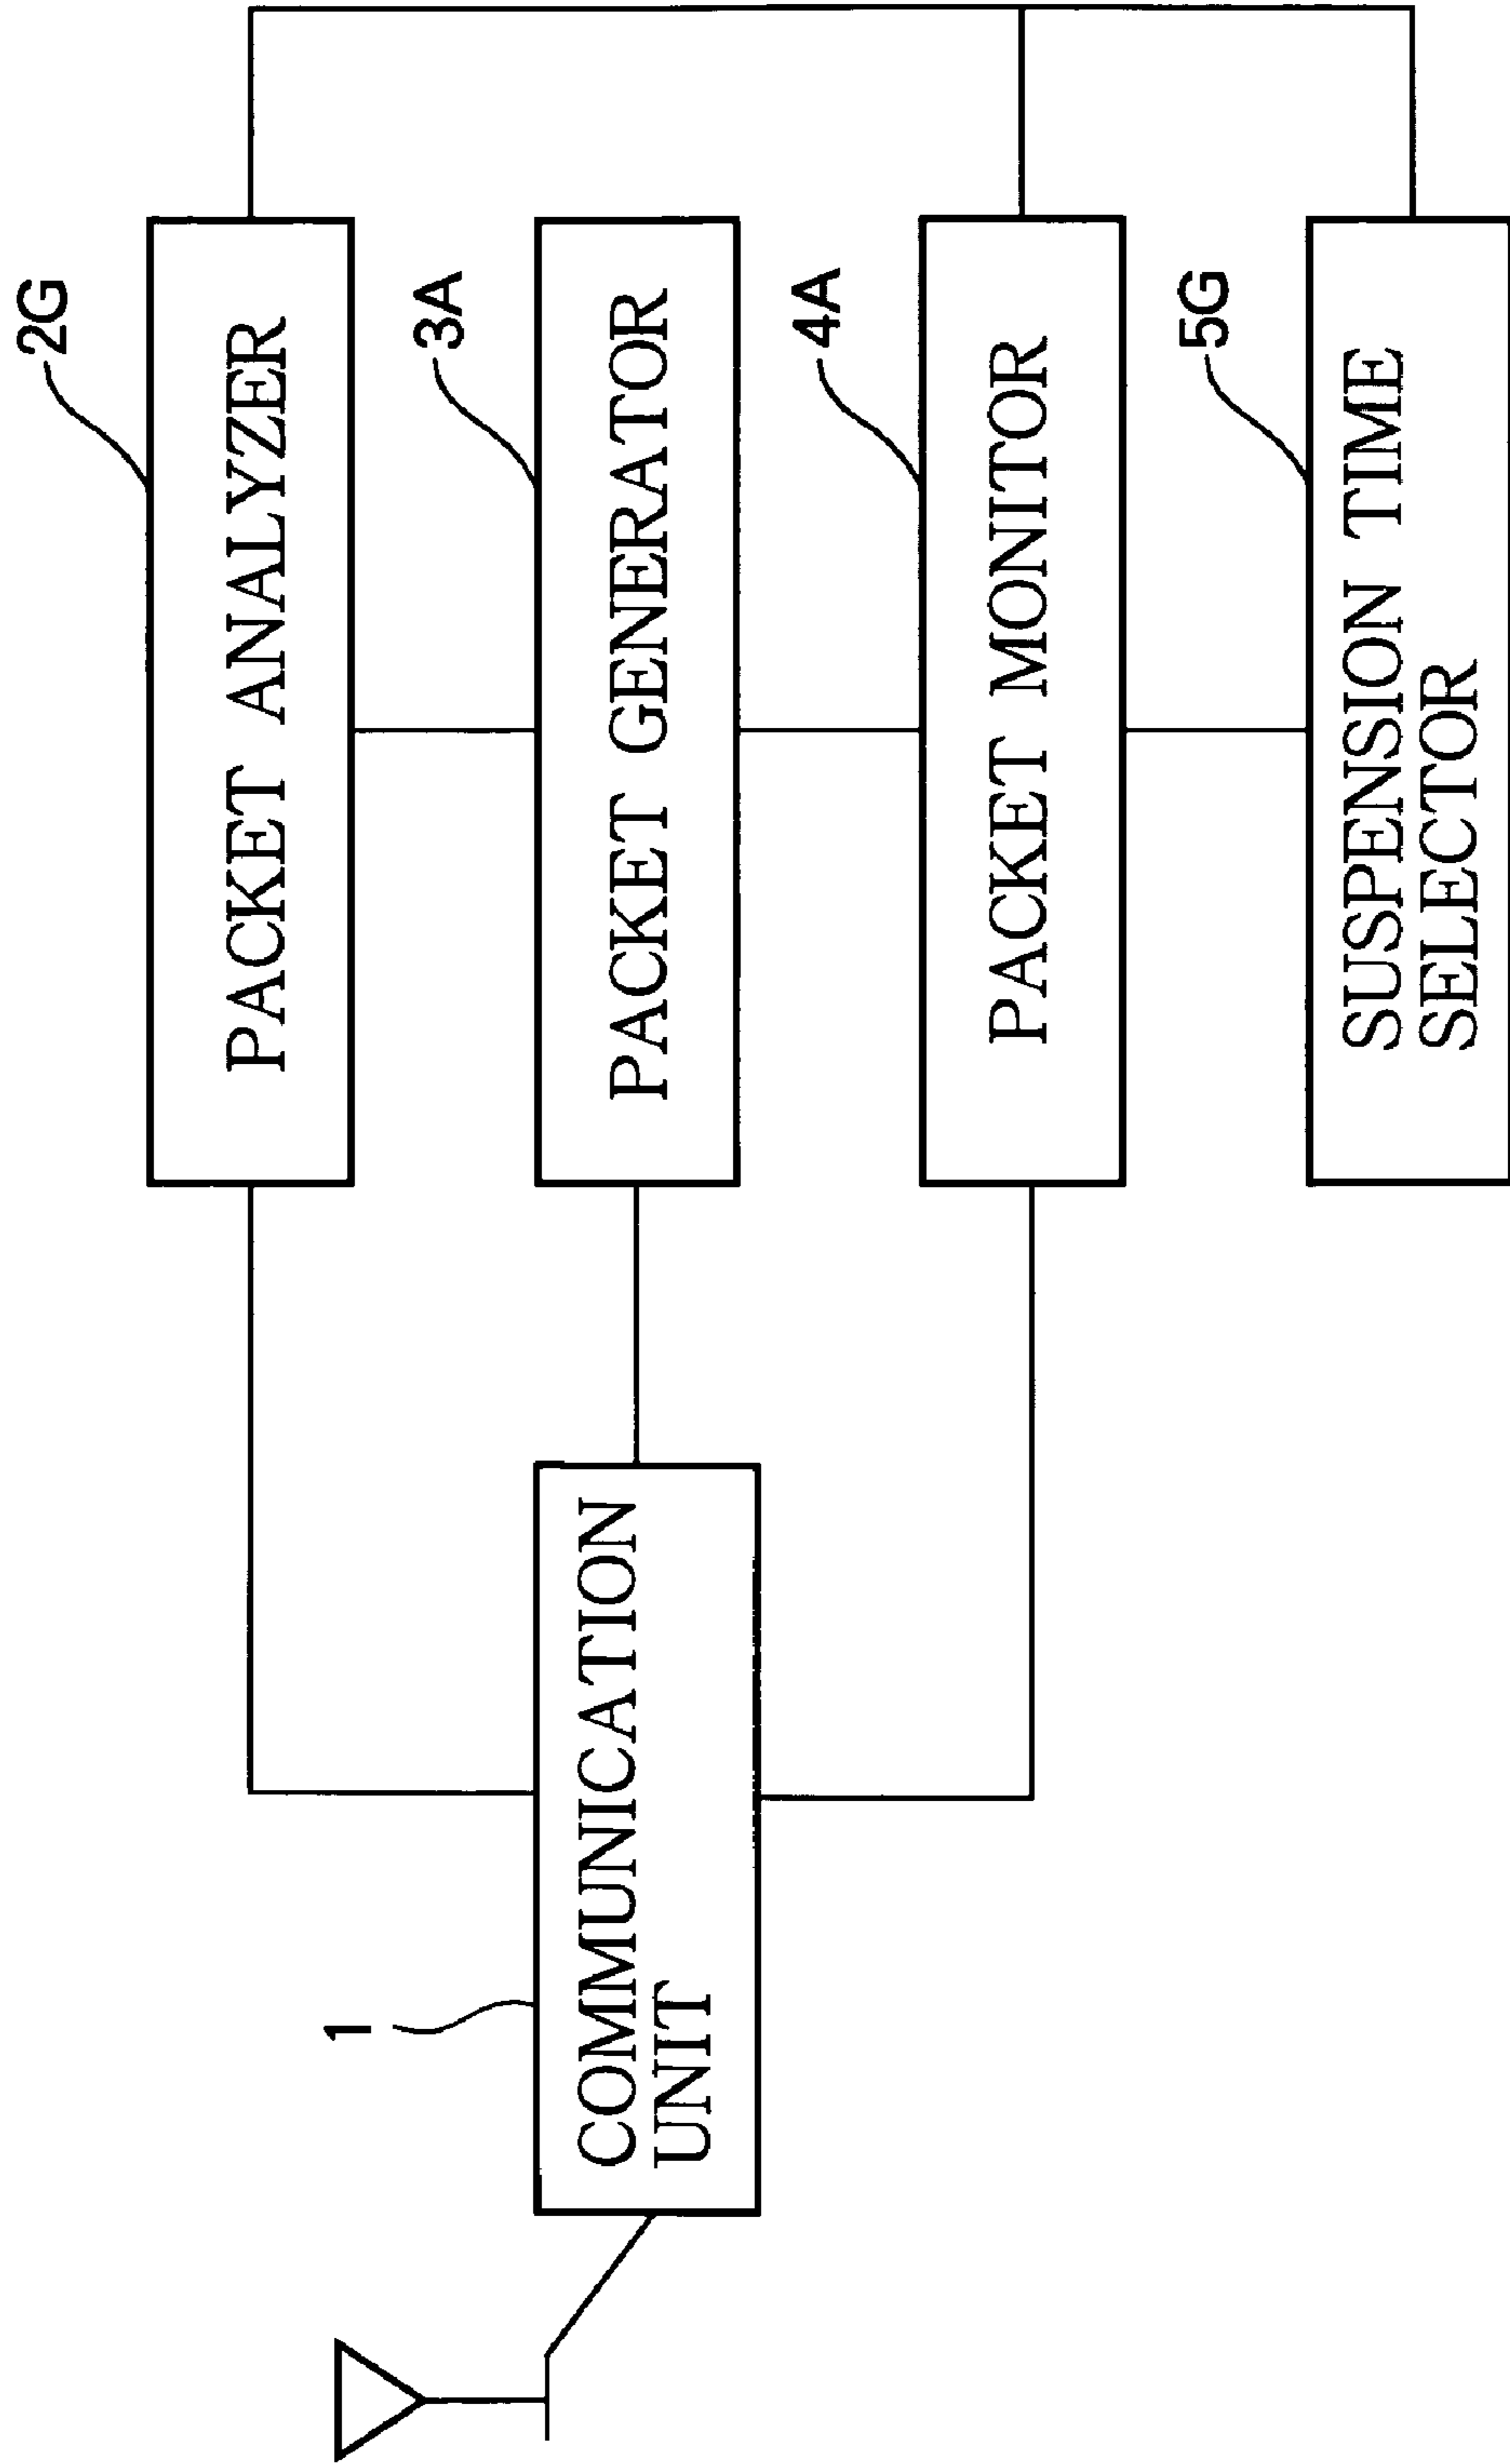 2G
PACKET ANALYZER
3A
PACKET GENERATOR
1
COMMUNICATION
UNIT
4A
PACKET MONITOR
5G
SUSPENSION TIME
SELECTOR